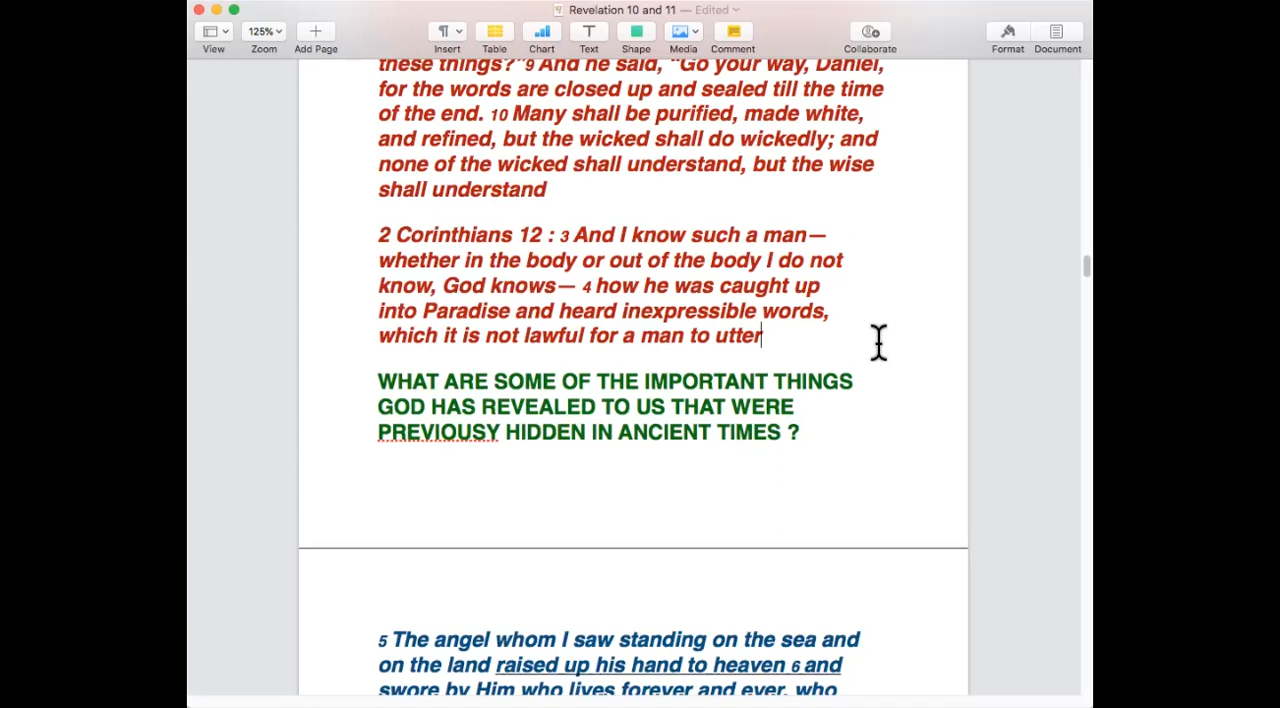 Revelation 10 and 11 — Edited
125%
View
Zoom
Add Page
Insert
Table
Chart
Text
Shape
Media
Comment
Collaborate
Format
Document
these things?”9 And he said, “Go your way, Daniel,
for the words are closed up and sealed till the time
of the end. 10 Many shall be purified, made white,
and refined, but the wicked shall do wickedly; and
none of the wicked shall understand, but the wise
shall understand
2 Corinthians 12 : 3 And I know such a man—
whether in the body or out of the body I do not
know, God knows— 4 how he was caught up
into Paradise and heard inexpressible words,
which it is not lawful for a man to utter
WHAT ARE SOME OF THE IMPORTANT THINGS
GOD HAS REVEALED TO US THAT WERE
PREVIOUSY HIDDEN IN ANCIENT TIMES ?
5 The angel whom I saw standing on the sea and
on the land raised up his hand to heaven 6 and
swore by Him who lives forever and ever, who